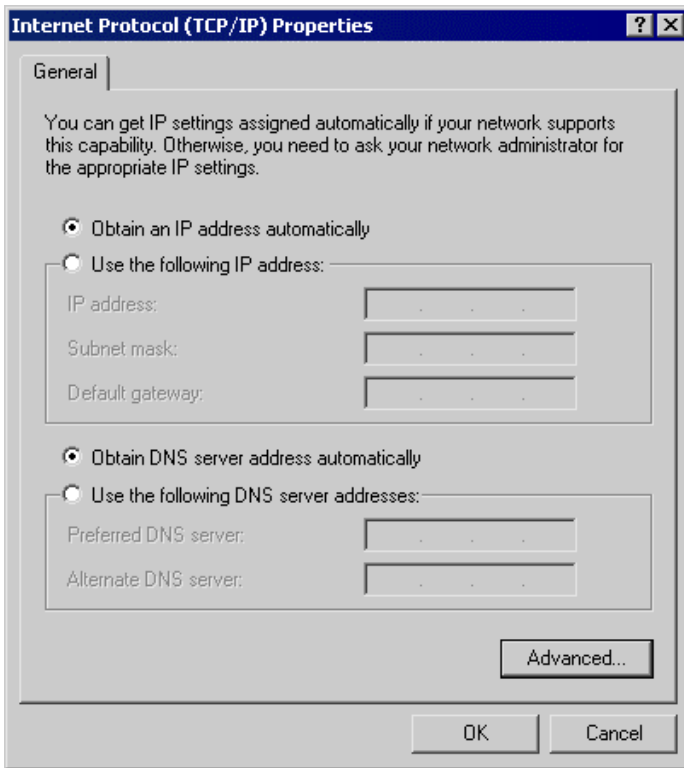 Internet Protocol (TCP/IP) Properties
General
You can get IP settings assigned automatically if your network supports
this capability. Otherwise, you need to ask your network administrator for
the appropriate IP settings.
Obtain an IP address automatically
Use the following IP address:
IP address:
Subnet mask:
Default gateway:
Obtain DNS server address automatically
Use the following DNS server addresses:
Preferred DNS server:
Alternate DNS server:
Advanced...
OK
Cancel